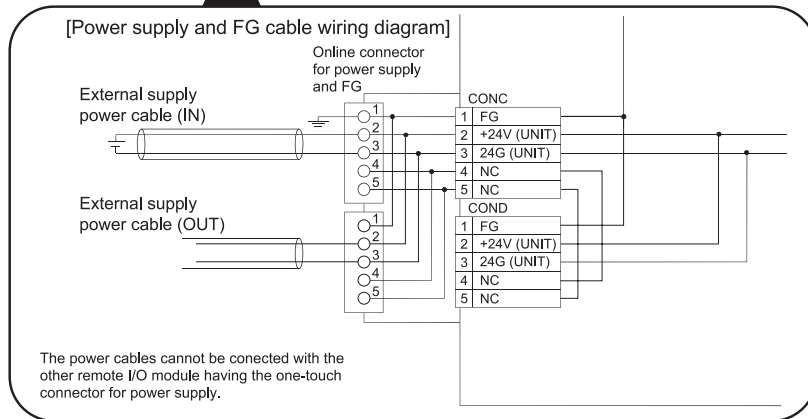 [Power supply and FG cable wiring diagram]
Online connector
for power supply
and FG
External supply
power cable (IN)
1
2
3
4
5
CONC
1 FG
2 +24V (UNIT)
3 24G (UNIT)
4 NC
5 NC
External supply
power cable (OUT)
1
2
3
4
5
COND
1 FG
2 +24V (UNIT)
3 24G (UNIT)
4 NC
5 NC
The power cables cannot be conected with the
other remote I/O module having the one-touch
connector for power supply.